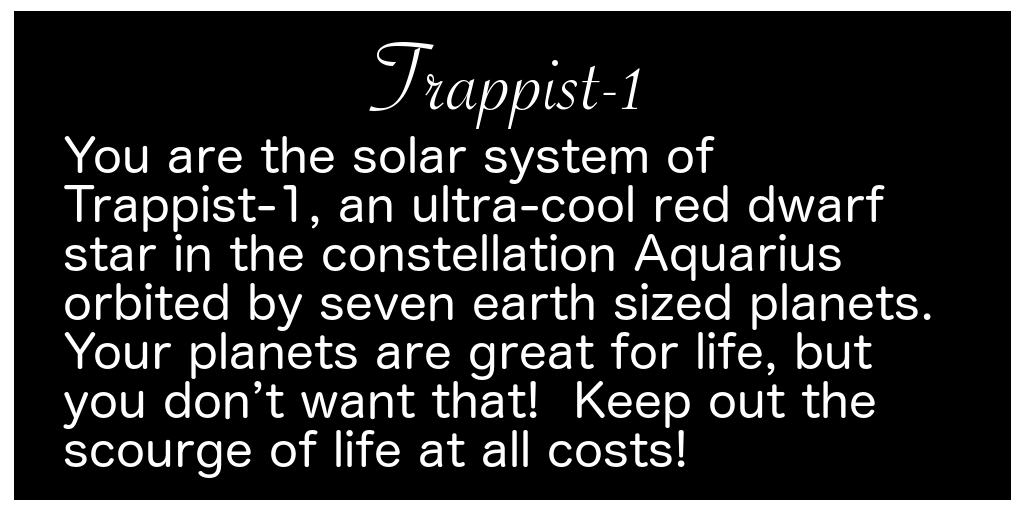 Trappist-1
You are the solar system of
Trappist-1, an ultra-cool red dwarf
star in the constellation Aquarius
orbited by seven earth sized planets.
Your planets are great for life, but
you don’t want that!  Keep out the
scourge of life at all costs!